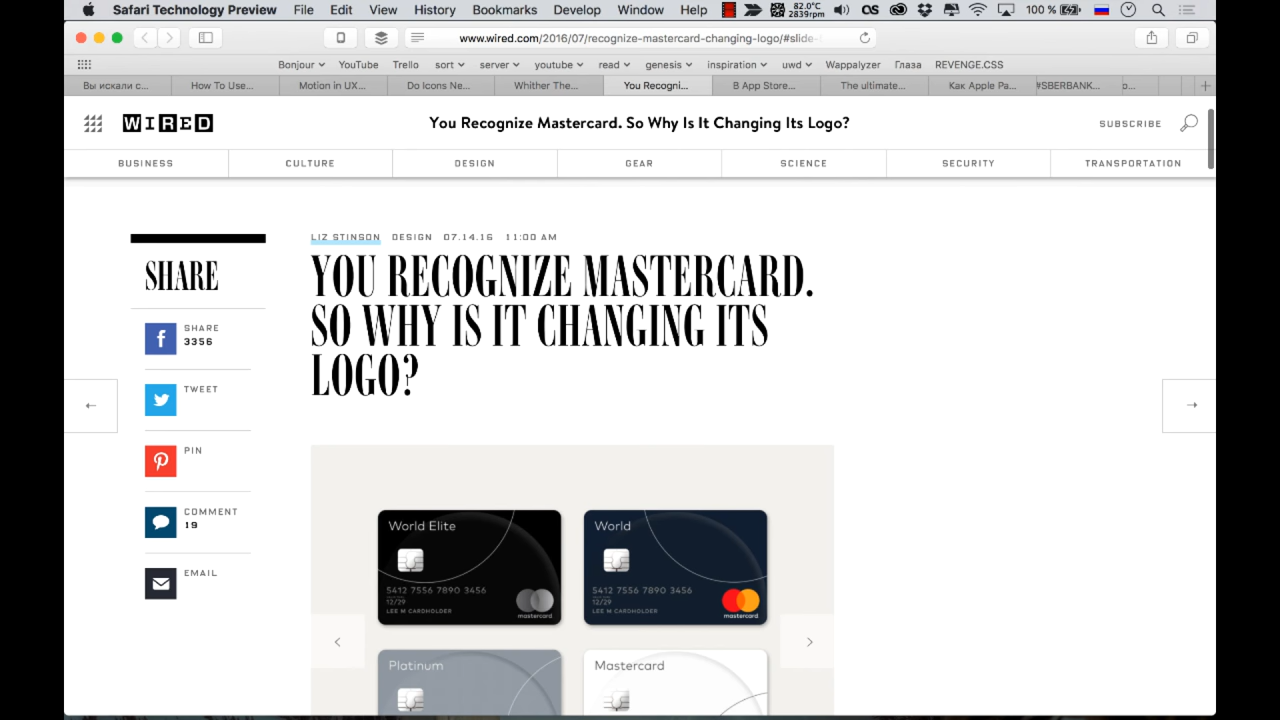 Safari Technology Preview File Edit View History Bookmarks Develop Window Help 82.0°C 2839rpm 100 %
www.wired.com/2016/07/recognize-mastercard-changing-logo/#slide-
Bonjour YouTube Trello sort server youtube read genesis inspiration uwd Wappalyzer Глаза REVENGE.CSS
Вы искали с... How To Use... Motion in UX... Do Icons Ne... Whither The... You Recogni... В App Store... The ultimate... Как Apple Pa... #SBERBANK...
WIRED You Recognize Mastercard. So Why Is It Changing Its Logo? SUBSCRIBE
BUSINESS CULTURE DESIGN GEAR SCIENCE SECURITY TRANSPORTATION
LIZ STINSON DESIGN 07.14.16 11:00 AM
YOU RECOGNIZE MASTERCARD.
SO WHY IS IT CHANGING ITS
LOGO?
SHARE
SHARE
3356
TWEET
PIN
COMMENT
19
EMAIL
World Elite
5412 7556 7890 3456
12/29
LEE M CARDHOLDER
mastercard
World
5412 7556 7890 3456
12/29
LEE M CARDHOLDER
mastercard
Platinum
Mastercard